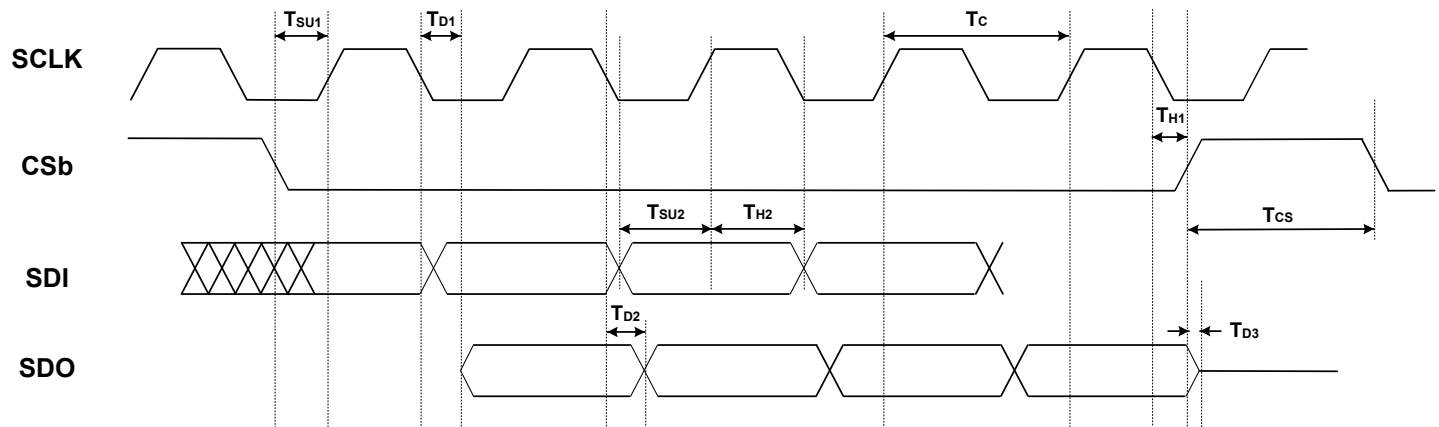 TSU1 TD1 TC
SCLK
TH1
CSb
TSU2 TH2 TCS
SDI
TD2 TD3
SDO